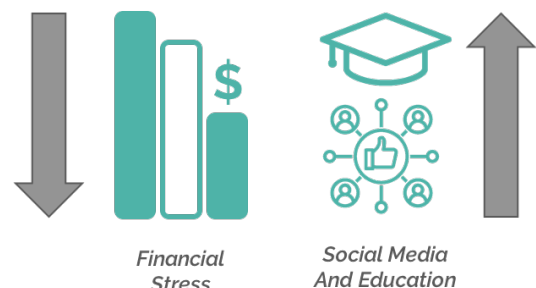 $
Financial
Stress
Social Media
And Education